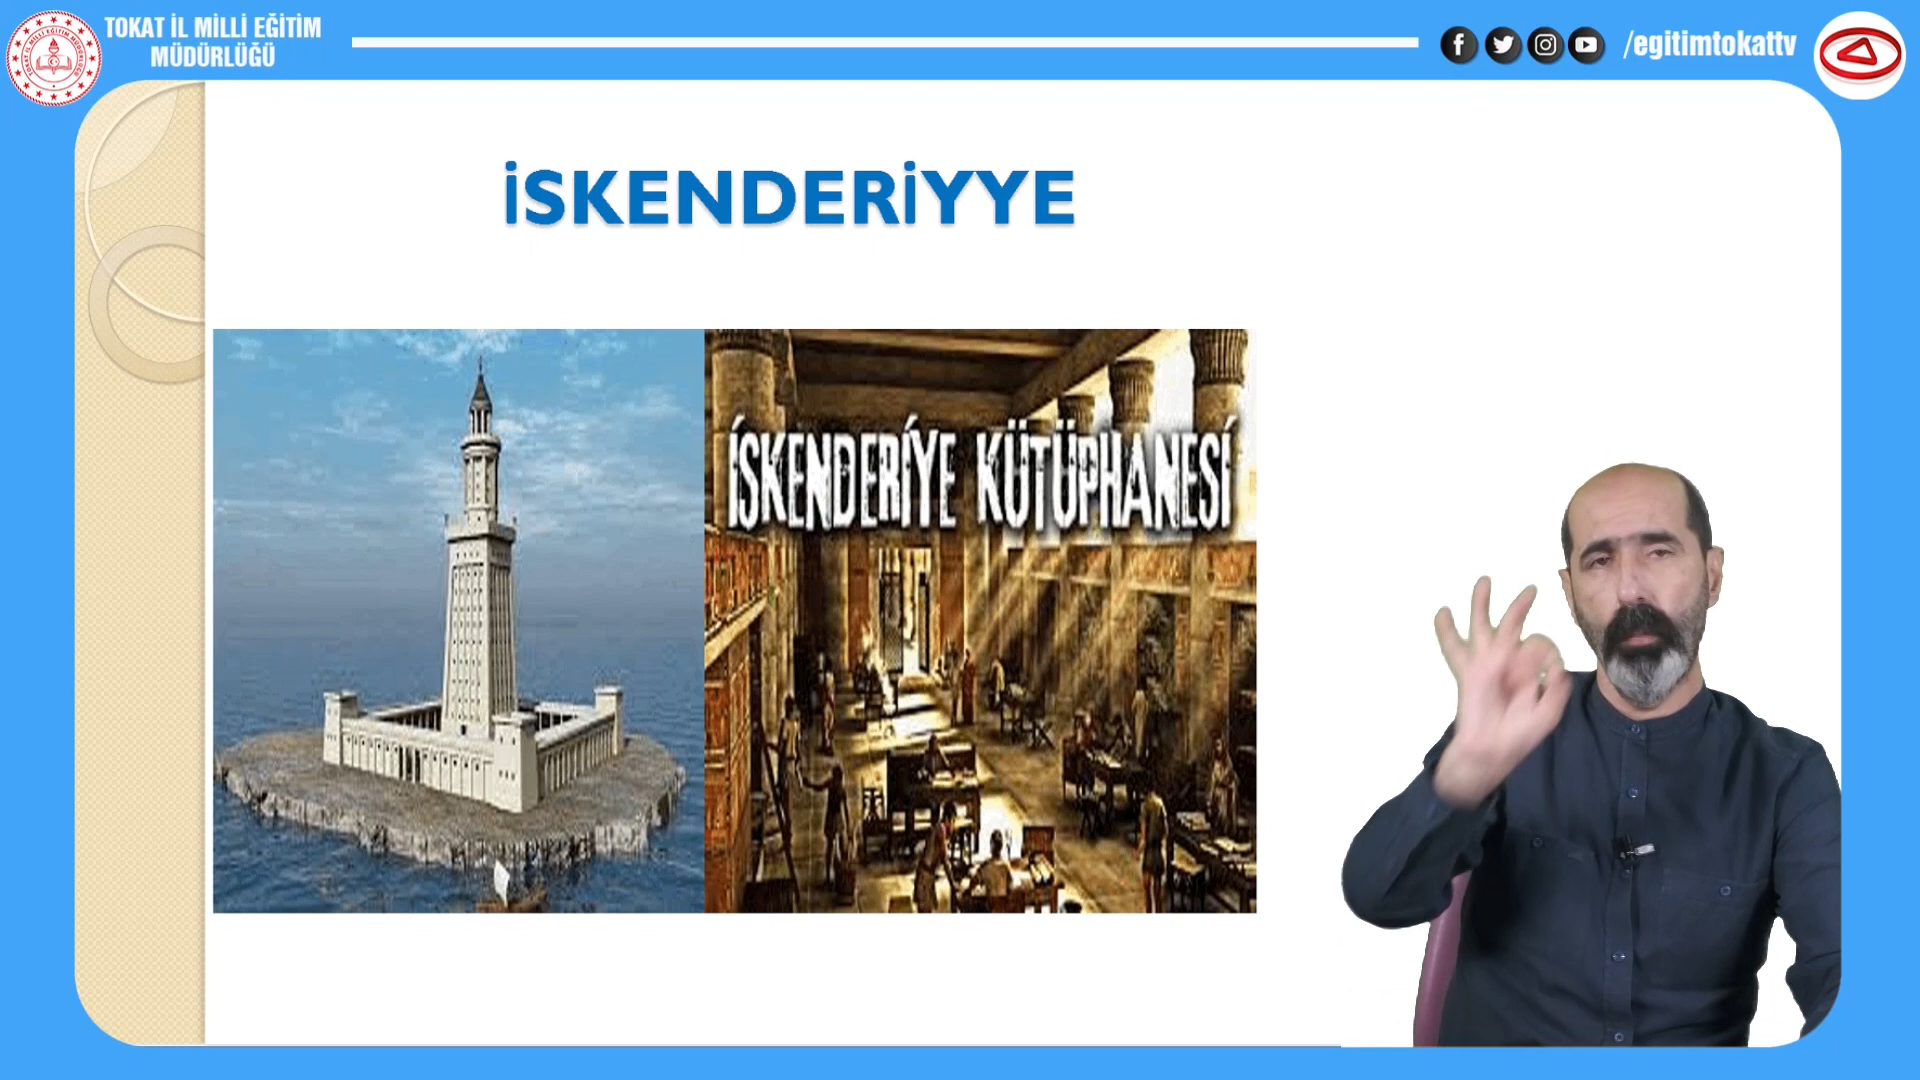 TOKAT İL MİLLİ EĞİTİM
MÜDÜRLÜĞÜ
/egitimtokattv
İSKENDERİYYE
İSKENDERİYE KÜTÜPHANESİ